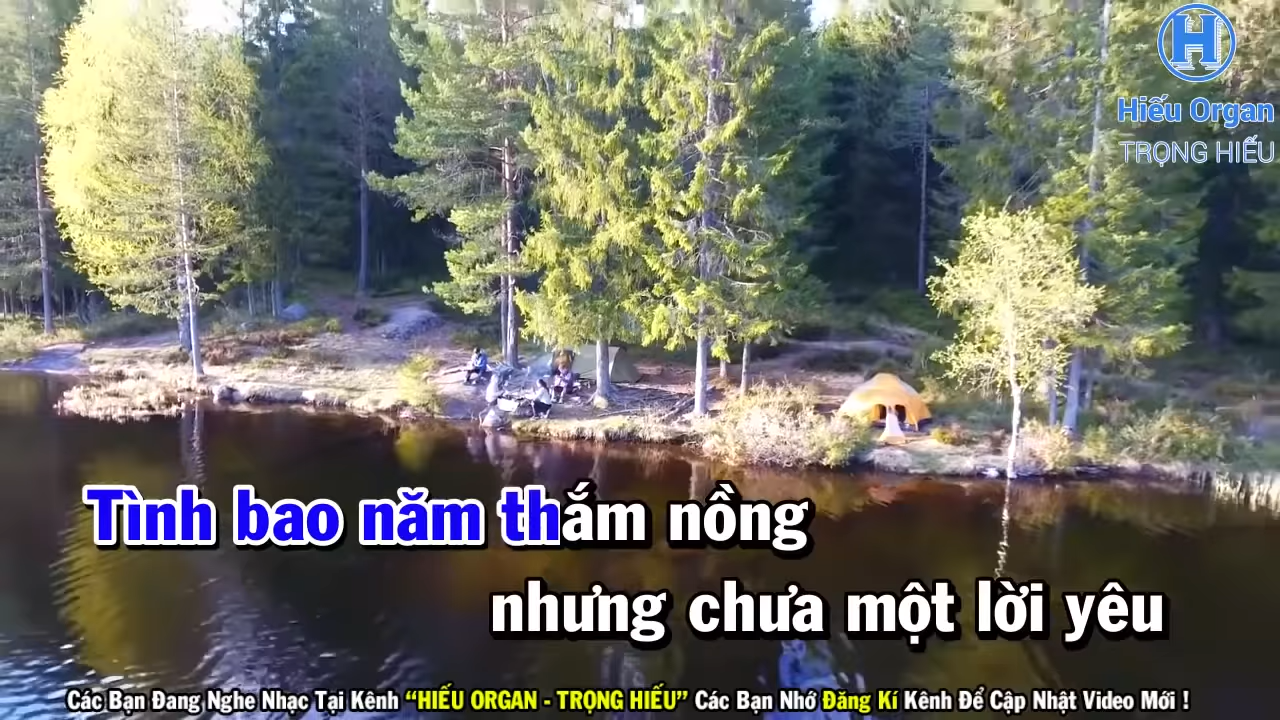 H
Hiếu Organ
TRỌNG HIẾU
Tình bao năm thắm nồng
nhưng chưa một lời yêu
Các Bạn Đang Nghe Nhạc Tại Kênh “HIẾU ORGAN - TRỌNG HIẾU” Các Bạn Nhớ Đăng Kí Kênh Để Cập Nhật Video Mới !